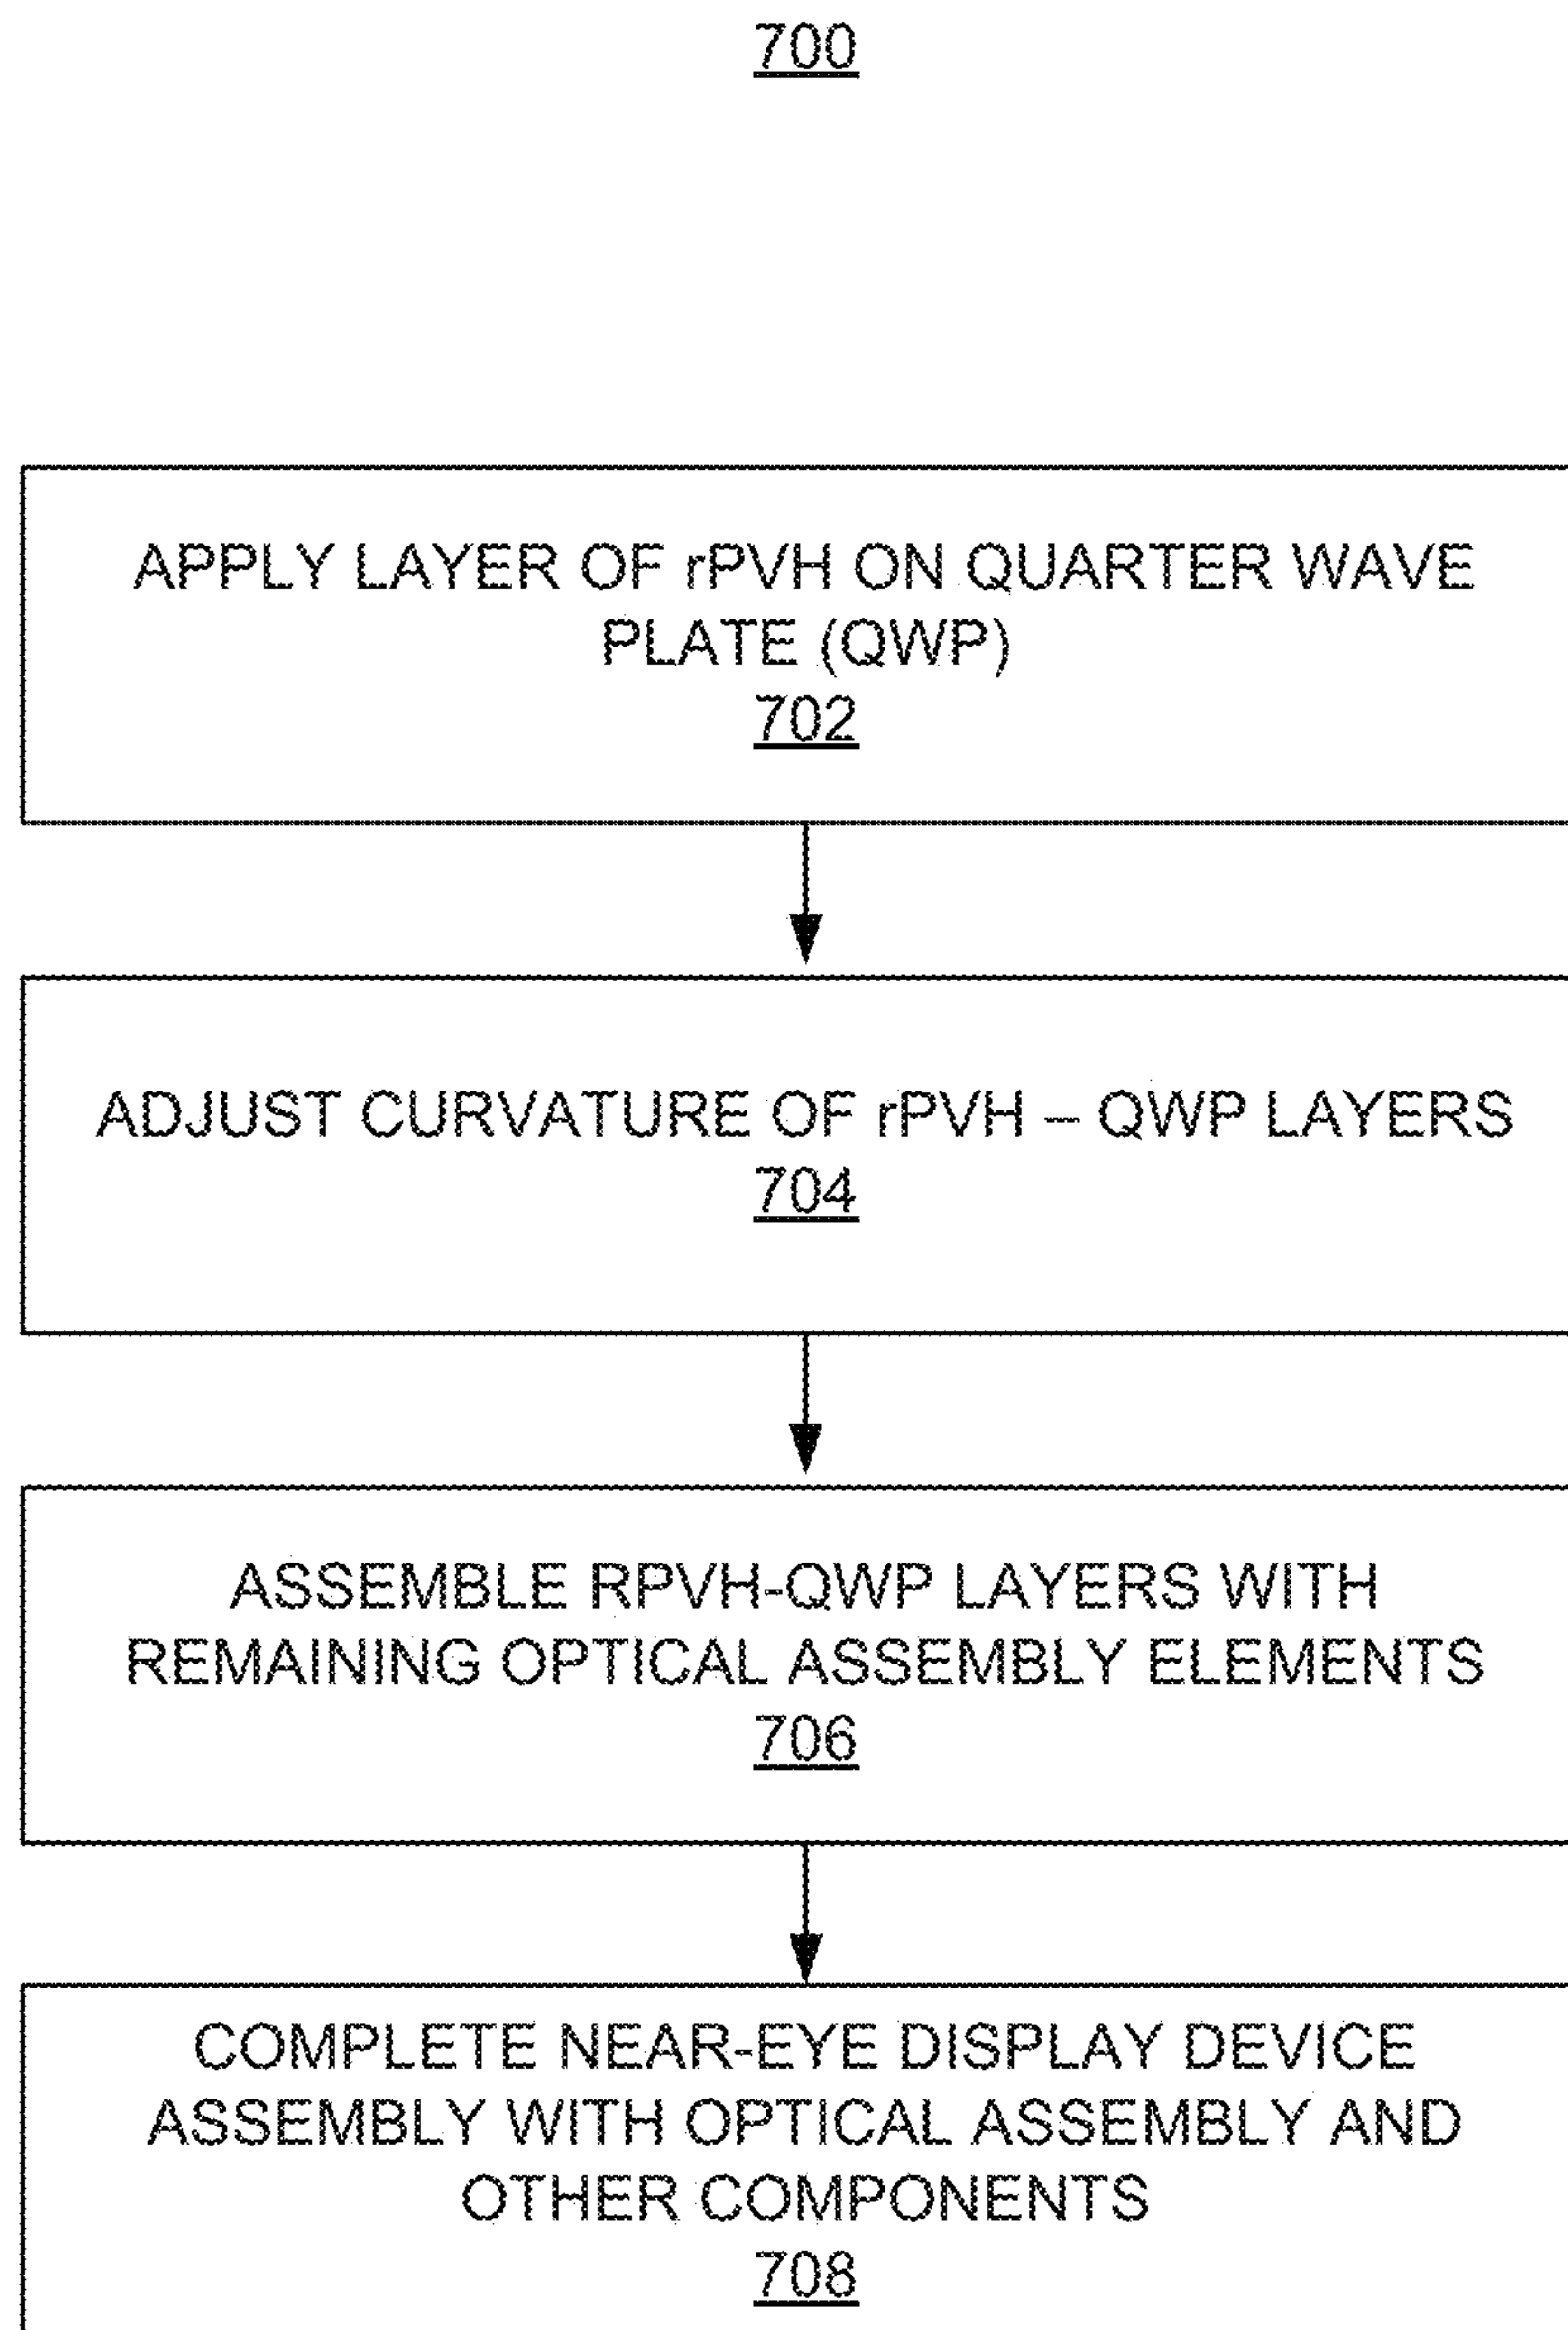 700
APPLY LAYER OF rPVH ON QUARTER WAVE
PLATE (QWP)
702
ADJUST CURVATURE OF rPVH – QWP LAYERS
704
ASSEMBLE RPVH-QWP LAYERS WITH
REMAINING OPTICAL ASSEMBLY ELEMENTS
706
COMPLETE NEAR-EYE DISPLAY DEVICE
ASSEMBLY WITH OPTICAL ASSEMBLY AND
OTHER COMPONENTS
708